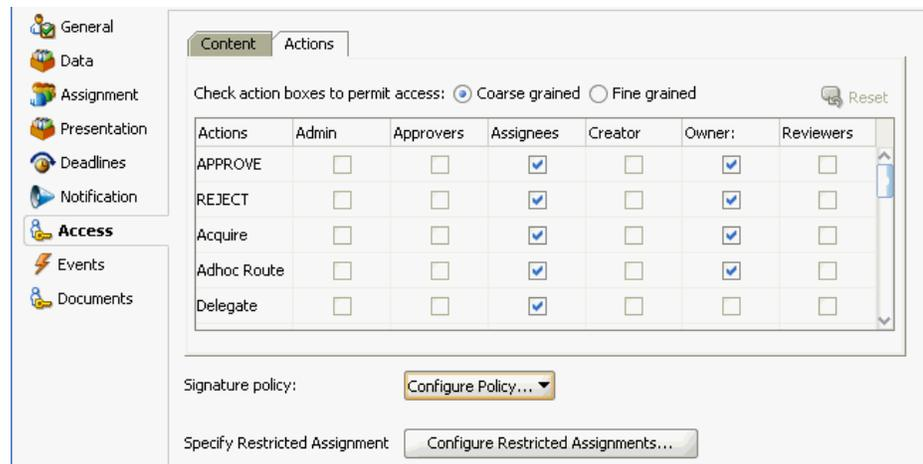 General
Data
Assignment
Presentation
Deadlines
Notification
Access
Events
Documents
Content Actions
Check action boxes to permit access: Coarse grained Fine grained Reset
Actions Admin Approvers Assignees Creator Owner: Reviewers
APPROVE
REJECT
Acquire
Adhoc Route
Delegate
Signature policy: Configure Policy...
Specify Restricted Assignment Configure Restricted Assignments...